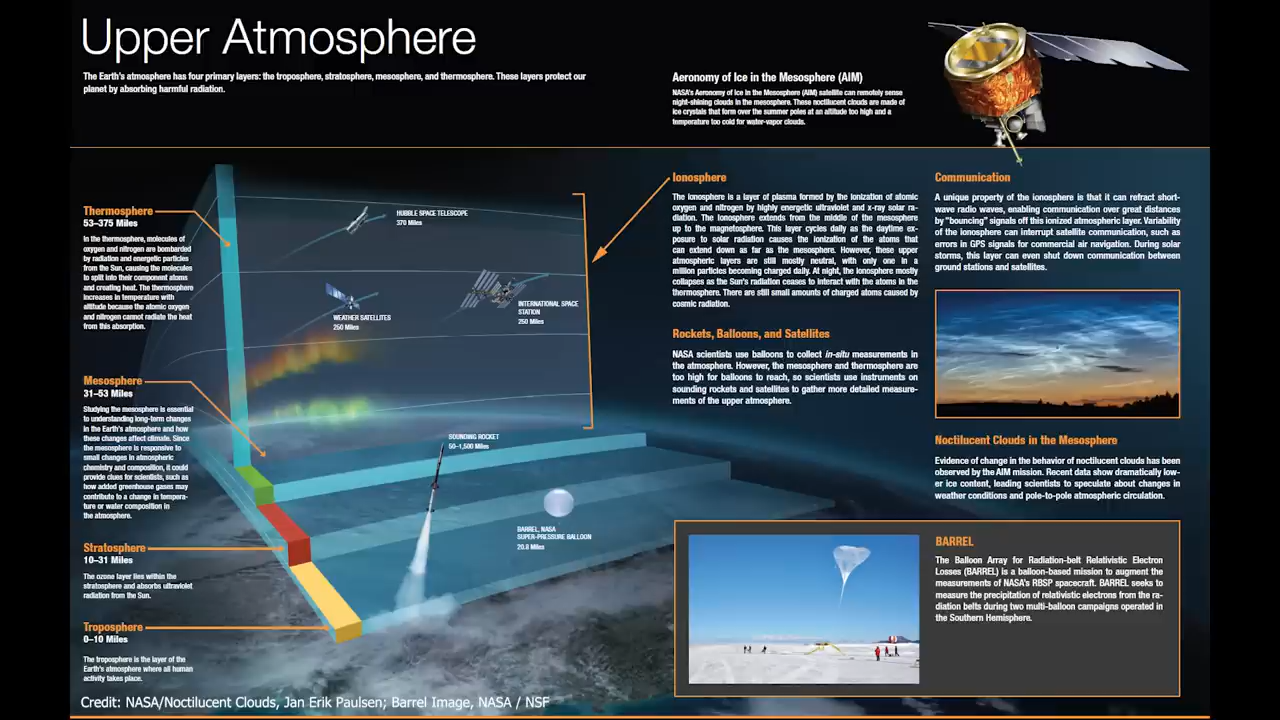 Upper Atmosphere
The Earth's atmosphere has four primary layers: the troposphere, stratosphere, mesosphere, and thermosphere. These layers protect our
planet by absorbing harmful radiation.
Aeronomy of Ice in the Mesosphere (AIM)
NASA's Aeronomy of Ice in the Mesosphere (AIM) satellite can remotely sense
night-shining clouds in the mesosphere. These noctilucent clouds are made of
ice crystals that form over the summer poles at an altitude too high and a
temperature too cold for water-vapor clouds.
Thermosphere
53–375 Miles
In the thermosphere, molecules of
oxygen and nitrogen are bombarded
by radiation and energetic particles
from the Sun, causing the molecules
to split into their component atoms
and creating heat. The thermosphere
increases in temperature with
altitude because the atomic oxygen
and nitrogen cannot radiate the heat
from this absorption.
Mesosphere
31–53 Miles
Studying the mesosphere is essential
to understanding long-term changes
in the Earth's atmosphere and how
these changes affect climate. Since
the mesosphere is responsive to
small changes in atmospheric
chemistry and composition, it could
provide clues for scientists, such as
how added greenhouse gases may
contribute to a change in tempera-
ture or water composition in
the atmosphere.
Stratosphere
10–31 Miles
The ozone layer lies within the
stratosphere and absorbs ultraviolet
radiation from the Sun.
Troposphere
0–10 Miles
The troposphere is the layer of the
Earth's atmosphere where all human
activity takes place.
HUBBLE SPACE TELESCOPE
370 Miles
WEATHER SATELLITES
250 Miles
INTERNATIONAL SPACE
STATION
250 Miles
SOUNDING ROCKET
50–1,500 Miles
BARREL, NASA
SUPER-PRESSURE BALLOON
20.8 Miles
Ionosphere
The Ionosphere is a layer of plasma formed by the ionization of atomic
oxygen and nitrogen by highly energetic ultraviolet and x-ray solar ra-
diation. The Ionosphere extends from the middle of the mesosphere
up to the magnetosphere. This layer cycles daily as the daytime ex-
posure to solar radiation causes the ionization of the atoms that
can extend down as far as the mesosphere. However, these upper
atmospheric layers are still mostly neutral, with only one in a
million particles becoming charged daily. At night, the ionosphere mostly
collapses as the Sun's radiation ceases to interact with the atoms in the
thermosphere. There are still small amounts of charged atoms caused by
cosmic radiation.
Rockets, Balloons, and Satellites
NASA scientists use balloons to collect in-situ measurements in
the atmosphere. However, the mesosphere and thermosphere are
too high for balloons to reach, so scientists use instruments on
sounding rockets and satellites to gather more detailed measure-
ments of the upper atmosphere.
Communication
A unique property of the ionosphere is that it can refract short-
wave radio waves, enabling communication over great distances
by "bouncing" signals off this ionized atmospheric layer. Variability
of the ionosphere can interrupt satellite communication, such as
errors in GPS signals for commercial air navigation. During solar
storms, this layer can even shut down communication between
ground stations and satellites.
Noctilucent Clouds in the Mesosphere
Evidence of change in the behavior of noctilucent clouds has been
observed by the AIM mission. Recent data show dramatically low-
er ice content, leading scientists to speculate about changes in
weather conditions and pole-to-pole atmospheric circulation.
BARREL
The Balloon Array for Radiation-belt Relativistic Electron
Losses (BARREL) is a balloon-based mission to augment the
measurements of NASA's RBSP spacecraft. BARREL seeks to
measure the precipitation of relativistic electrons from the ra-
diation belts during two multi-balloon campaigns operated in
the Southern Hemisphere.
Credit: NASA/Noctilucent Clouds, Jan Erik Paulsen; Barrel Image, NASA / NSF